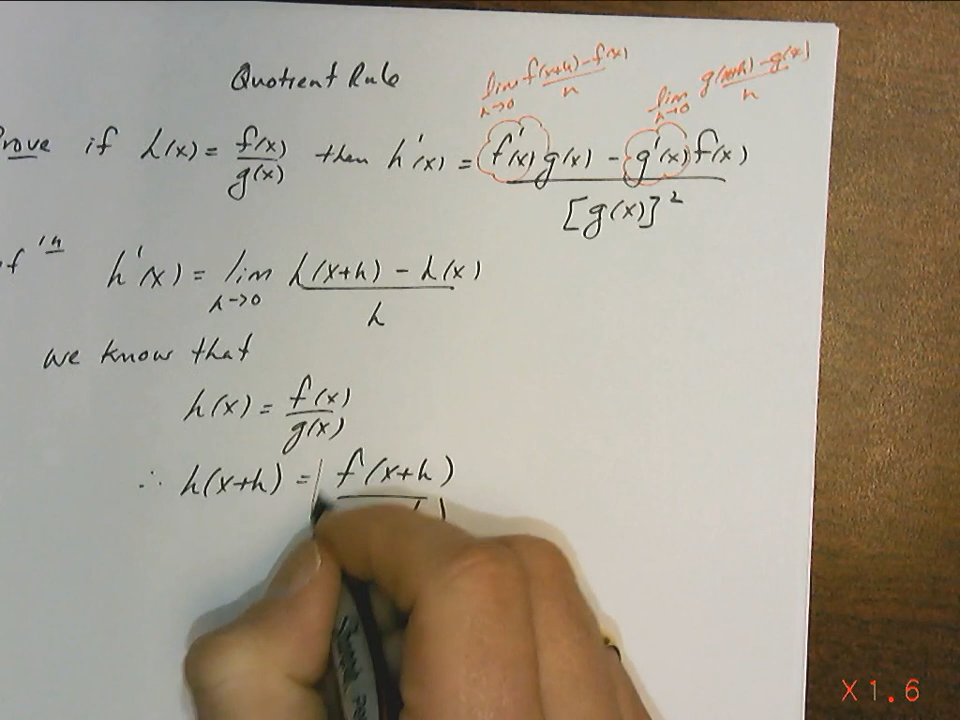 Quotient Rule
lim h→0 f(x+h)-f(x) / h
lim h→0 g(x+h)-g(x) / h
Prove if h(x) = f(x)/g(x) then h'(x) = f'(x)g(x) - g'(x)f(x) / [g(x)]²
h'(x) = lim h→0 h(x+h) - h(x) / h
we know that
h(x) = f(x)/g(x)
∴ h(x+h) = f(x+h)
X1.6